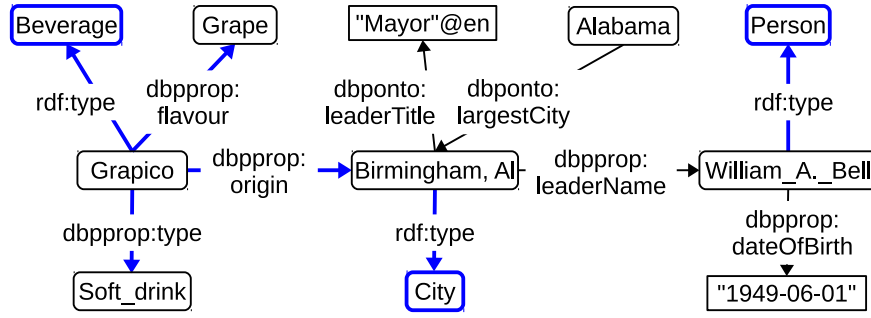 Beverage
Grape
"Mayor"@en
Alabama
Person
rdf:type
dbpprop:
flavour
dbponto:
leaderTitle
dbponto:
largestCity
rdf:type
Grapico
dbpprop:
origin
Birmingham, Al
dbpprop:
leaderName
William_A._Bell
dbpprop:type
rdf:type
dbpprop:
dateOfBirth
Soft_drink
City
"1949-06-01"